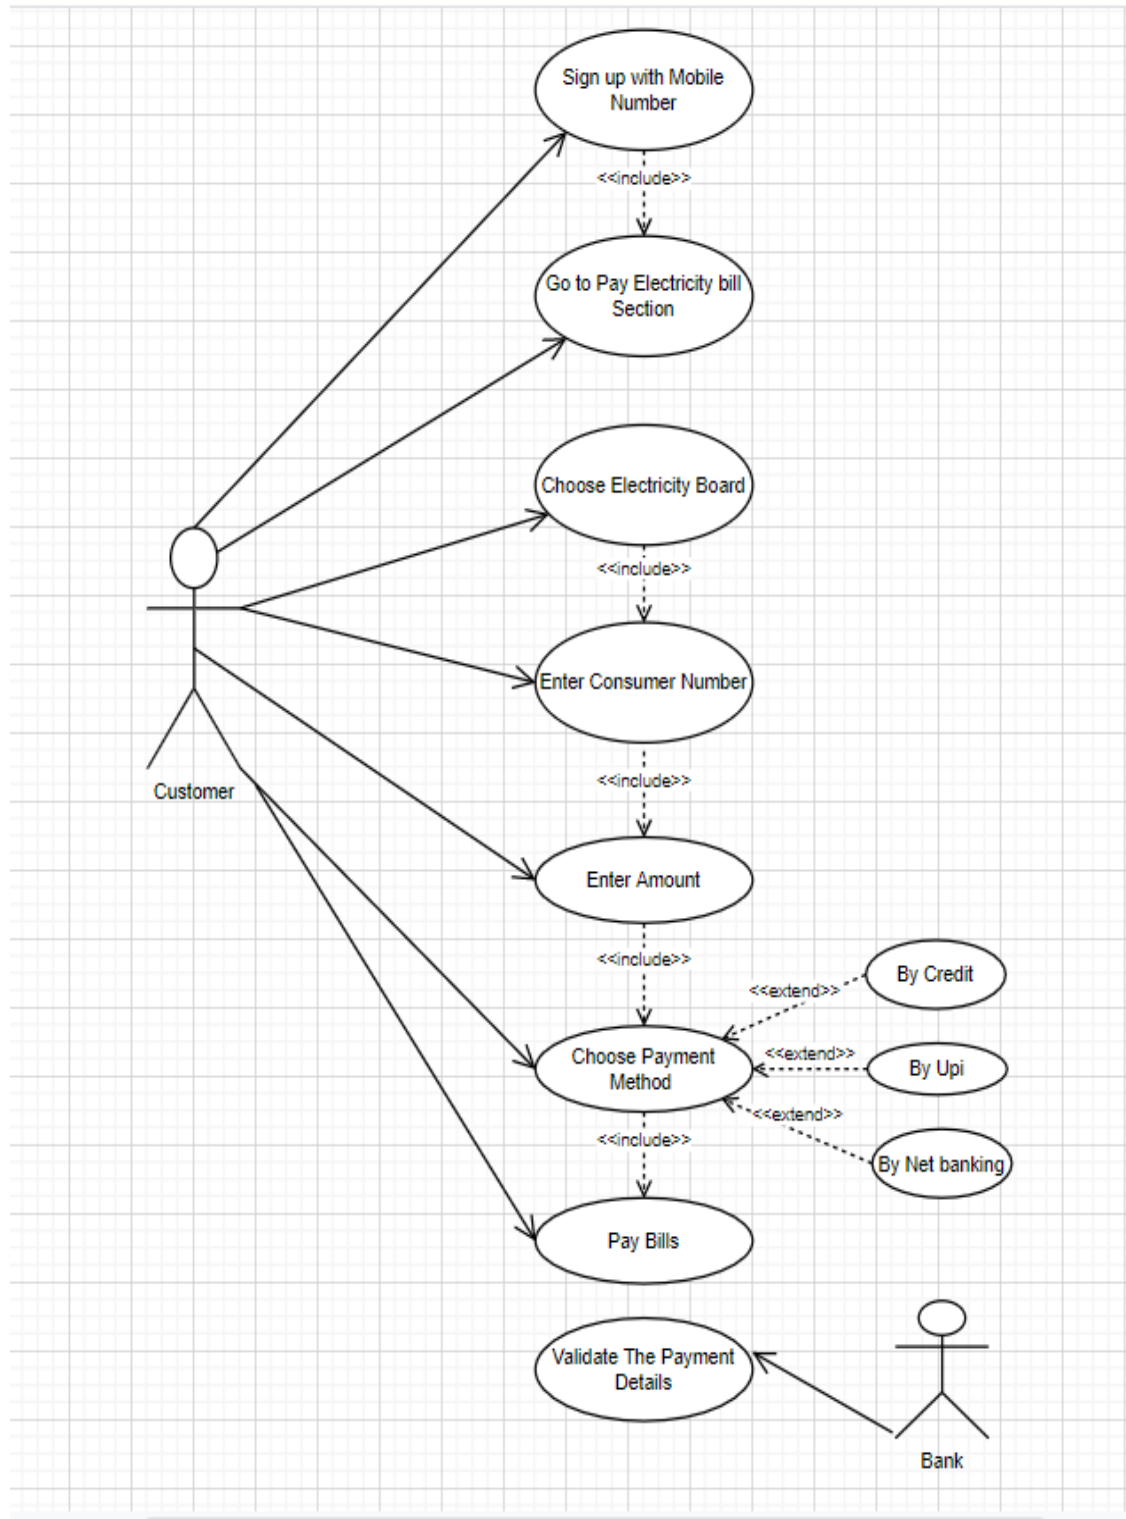 Sign up with Mobile
Number
<<include>>
Go to Pay Electricity bill
Section
Choose Electricity Board
<<include>>
Enter Consumer Number
<<include>>
Customer
Enter Amount
<<include>>
By Credit
<<extend>>
Choose Payment
Method
<<extend>>
By Upi
<<extend>>
<<include>>
By Net banking
Pay Bills
Validate The Payment
Details
Bank